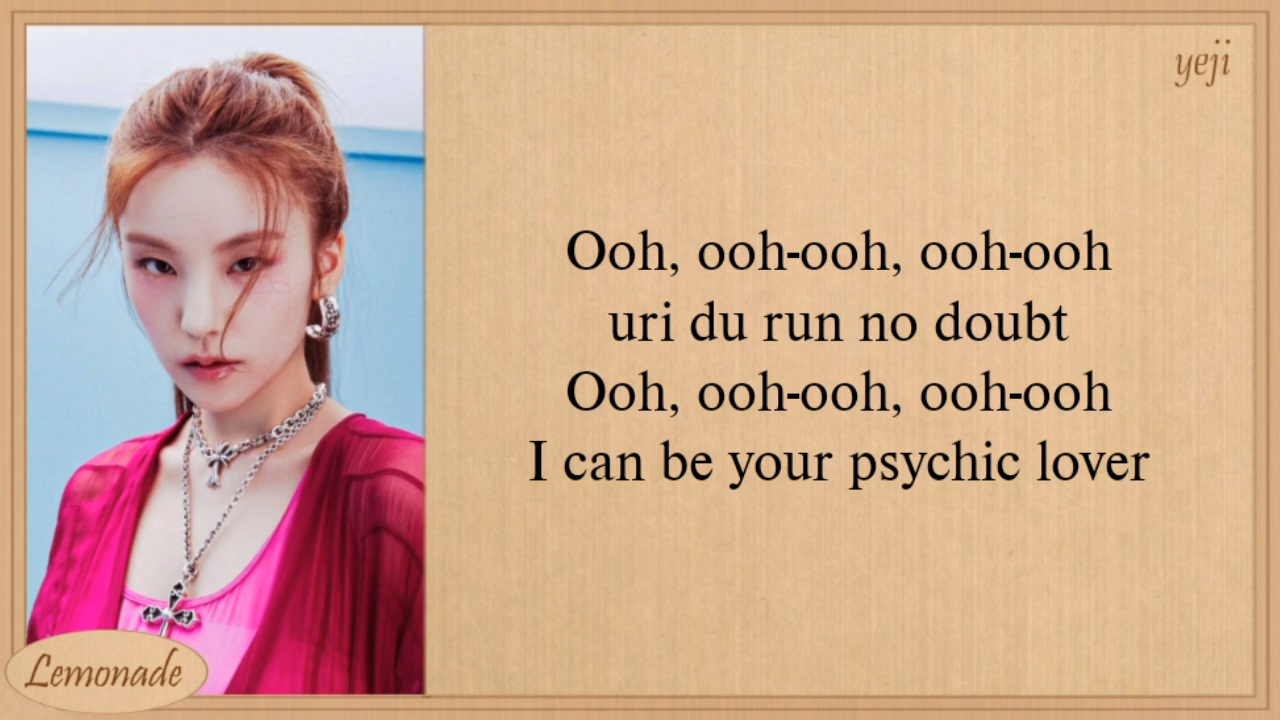 yeji
Ooh, ooh-ooh, ooh-ooh
uri du run no doubt
Ooh, ooh-ooh, ooh-ooh
I can be your psychic lover
Lemonade